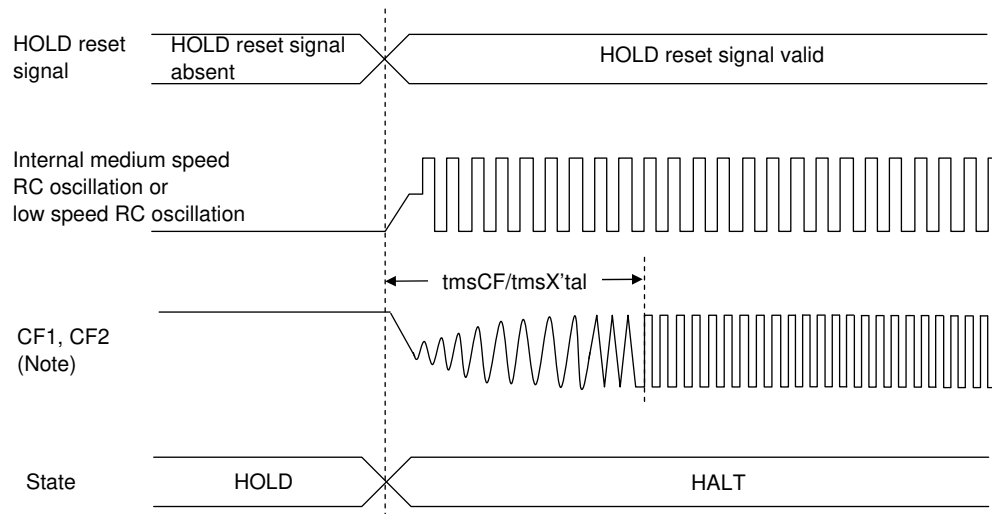 HOLD reset
signal
HOLD reset signal
absent
HOLD reset signal valid
Internal medium speed
RC oscillation or
low speed RC oscillation
tmsCF/tmsX'tal
CF1, CF2
(Note)
State
HOLD
HALT